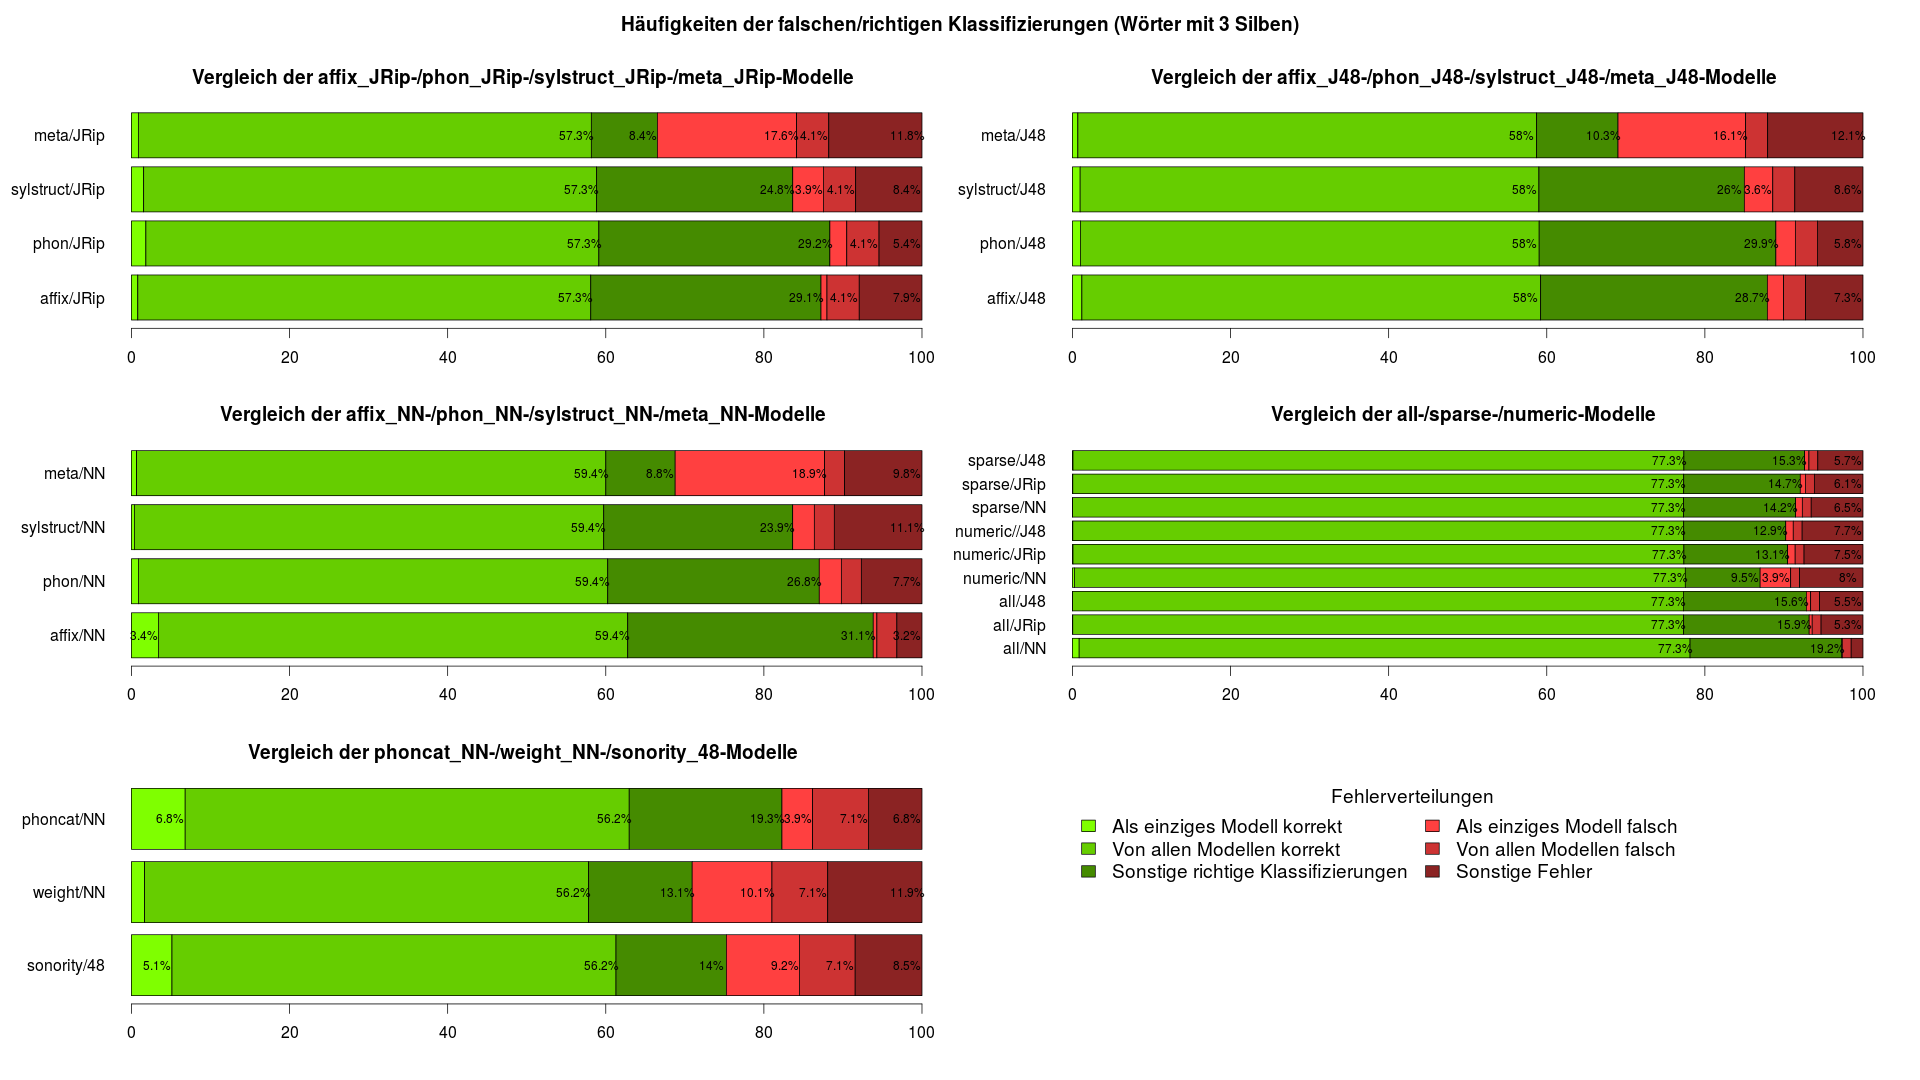 Häufigkeiten der falschen/richtigen Klassifizierungen (Wörter mit 3 Silben)
Vergleich der affix_JRip-/phon_JRip-/sylstruct_JRip-/meta_JRip-Modelle
meta/JRip 57.3% 8.4% 17.6% 4.1% 11.8%
sylstruct/JRip 57.3% 24.8% 3.9% 4.1% 8.4%
phon/JRip 57.3% 29.2% 4.1% 5.4%
affix/JRip 57.3% 29.1% 4.1% 7.9%
0 20 40 60 80 100
Vergleich der affix_J48-/phon_J48-/sylstruct_J48-/meta_J48-Modelle
meta/J48 58% 10.3% 16.1% 12.1%
sylstruct/J48 58% 26% 3.6% 8.6%
phon/J48 58% 29.9% 5.8%
affix/J48 58% 28.7% 7.3%
0 20 40 60 80 100
Vergleich der affix_NN-/phon_NN-/sylstruct_NN-/meta_NN-Modelle
meta/NN 59.4% 8.8% 18.9% 9.8%
sylstruct/NN 59.4% 23.9% 11.1%
phon/NN 59.4% 26.8% 7.7%
affix/NN 3.4% 59.4% 31.1% 3.2%
0 20 40 60 80 100
Vergleich der all-/sparse-/numeric-Modelle
sparse/J48 77.3% 15.3% 5.7%
sparse/JRip 77.3% 14.7% 6.1%
sparse/NN 77.3% 14.2% 6.5%
numeric//J48 77.3% 12.9% 7.7%
numeric/JRip 77.3% 13.1% 7.5%
numeric/NN 77.3% 9.5% 3.9% 8%
all/J48 77.3% 15.6% 5.5%
all/JRip 77.3% 15.9% 5.3%
all/NN 77.3% 19.2%
0 20 40 60 80 100
Vergleich der phoncat_NN-/weight_NN-/sonority_48-Modelle
phoncat/NN 6.8% 56.2% 19.3% 3.9% 7.1% 6.8%
weight/NN 56.2% 13.1% 10.1% 7.1% 11.9%
sonority/48 5.1% 56.2% 14% 9.2% 7.1% 8.5%
0 20 40 60 80 100
Fehlerverteilungen
Als einziges Modell korrekt Als einziges Modell falsch
Von allen Modellen korrekt Von allen Modellen falsch
Sonstige richtige Klassifizierungen Sonstige Fehler